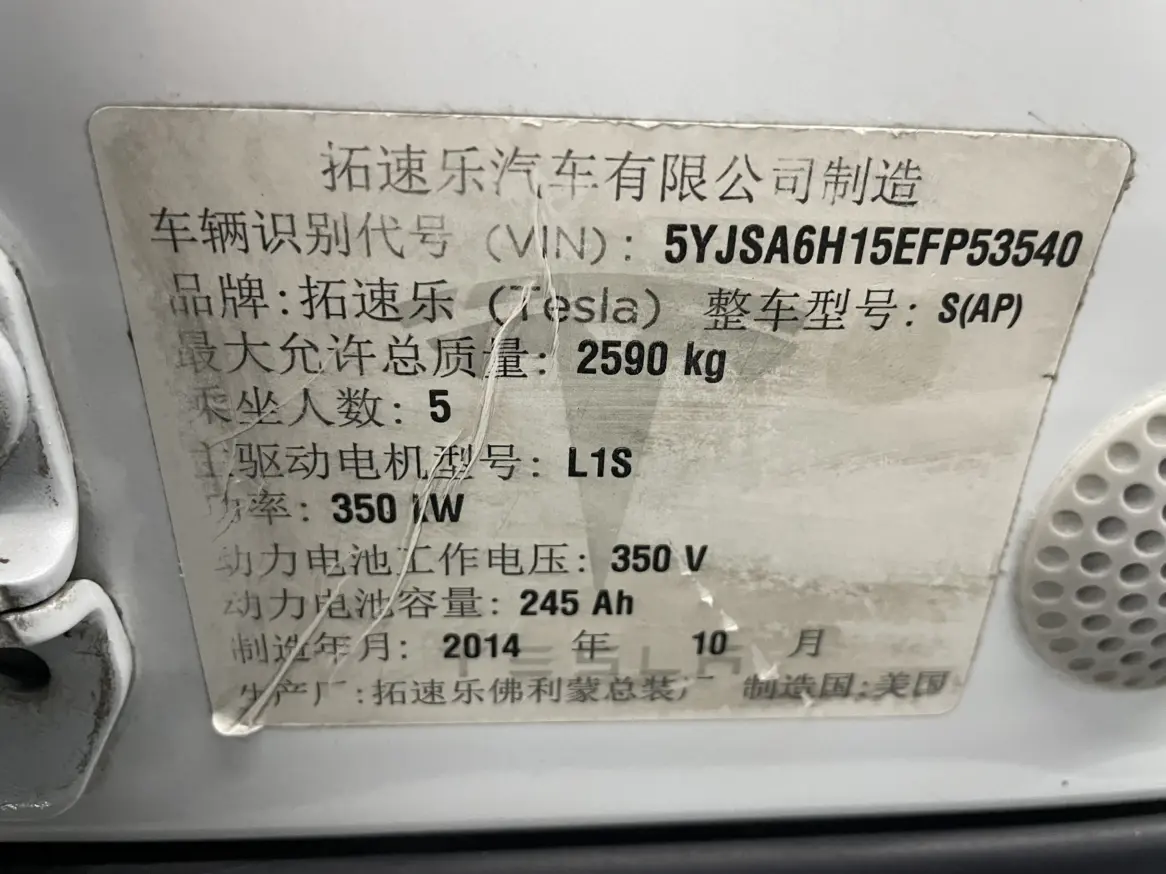 拓速乐汽车有限公司制造
车辆识别代号 (VIN): 5YJSA6H15EFP53540
品牌:拓速乐 (Tesla) 整车型号: S(AP)
最大允许总质量: 2590 kg
乘坐人数: 5
主驱动电机型号: L1S
功率: 350 kW
动力电池工作电压: 350 V
动力电池容量: 245 Ah
制造年月: 2014 年 10 月
TESLA
生产厂:拓速乐佛利蒙总装厂 制造国:美国